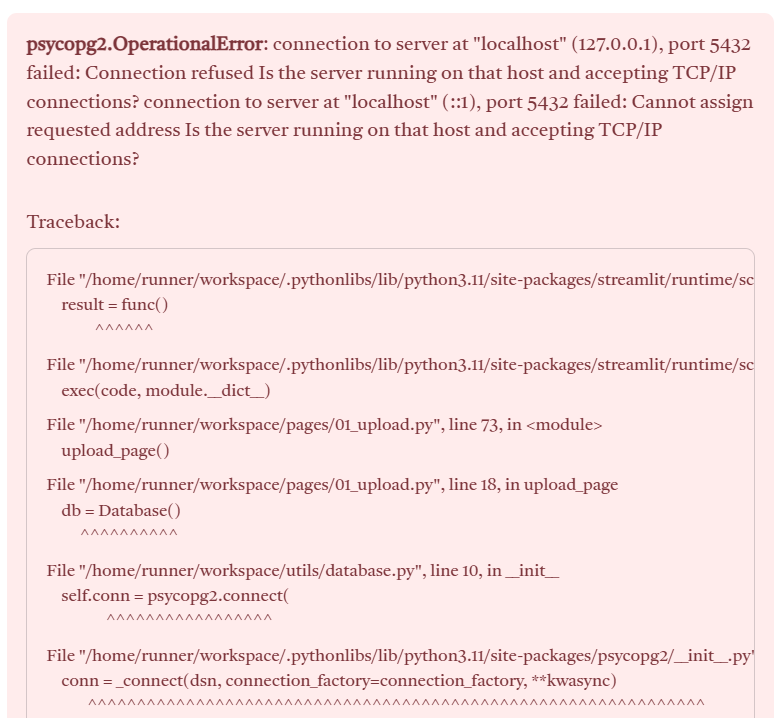 psycopg2.OperationalError: connection to server at "localhost" (127.0.0.1), port 5432
failed: Connection refused Is the server running on that host and accepting TCP/IP
connections? connection to server at "localhost" (::1), port 5432 failed: Cannot assign
requested address Is the server running on that host and accepting TCP/IP
connections?
Traceback:
File "/home/runner/workspace/.pythonlibs/lib/python3.11/site-packages/streamlit/runtime/sc
result = func()
^^^^^^
File "/home/runner/workspace/.pythonlibs/lib/python3.11/site-packages/streamlit/runtime/sc
exec(code, module.__dict__)
File "/home/runner/workspace/pages/01_upload.py", line 73, in <module>
upload_page()
File "/home/runner/workspace/pages/01_upload.py", line 18, in upload_page
db = Database()
^^^^^^^^^^
File "/home/runner/workspace/utils/database.py", line 10, in __init__
self.conn = psycopg2.connect(
^^^^^^^^^^^^^^^^^
File "/home/runner/workspace/.pythonlibs/lib/python3.11/site-packages/psycopg2/__init__.py"
conn = _connect(dsn, connection_factory=connection_factory, **kwasync)
^^^^^^^^^^^^^^^^^^^^^^^^^^^^^^^^^^^^^^^^^^^^^^^^^^^^^^^^^^^^^^